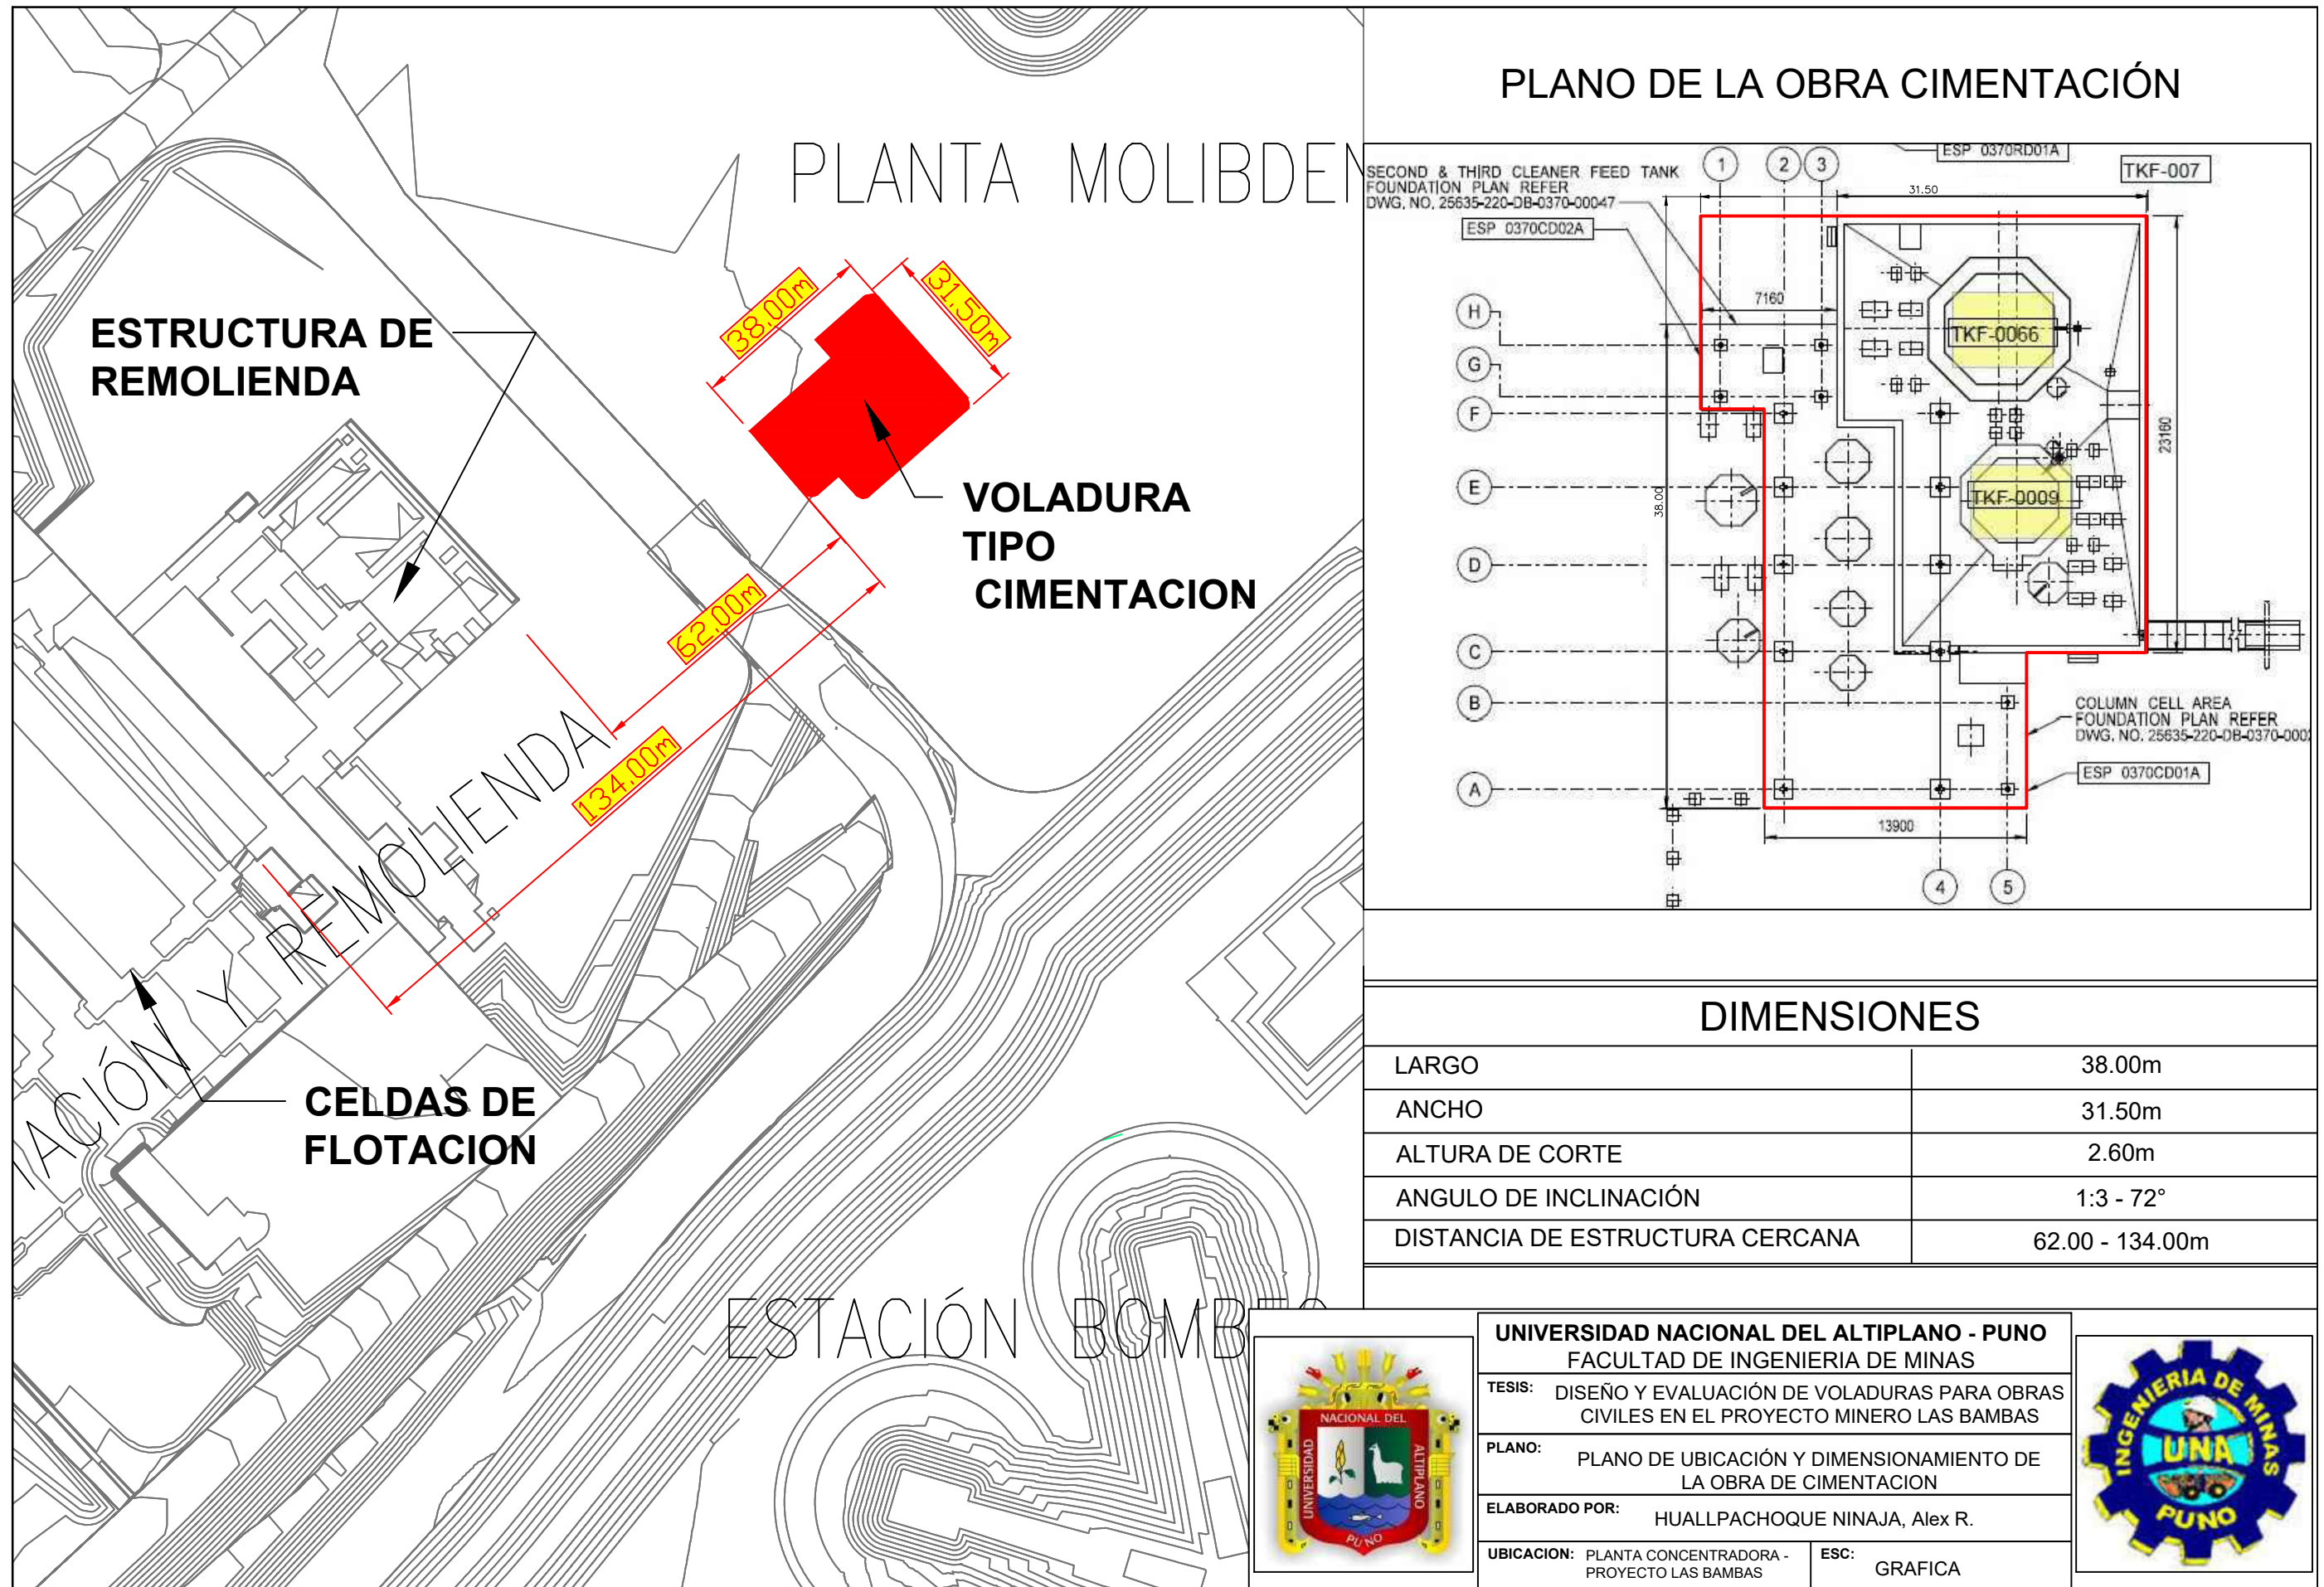 PLANTA MOLIBDEN
ESTRUCTURA DE
REMOLIENDA
38.00m
31.50m
VOLADURA
TIPO
CIMENTACION
62.00m
134.00m
IACIÓN Y REMOLIENDA
CELDAS DE
FLOTACION
ESTACIÓN BOMBEO
PLANO DE LA OBRA CIMENTACIÓN
ESP 0370RD01A
TKF-007
SECOND & THIRD CLEANER FEED TANK
FOUNDATION PLAN REFER
DWG. NO. 25635-220-DB-0370-00047
ESP 0370CD02A
1
2
3
31.50
7160
H
G
F
E
D
C
B
A
TKF-0066
TKF-0009
38.00
23160
COLUMN CELL AREA
FOUNDATION PLAN REFER
DWG. NO. 25635-220-DB-0370-000
ESP 0370CD01A
13900
4
5
DIMENSIONES
LARGO 38.00m
ANCHO 31.50m
ALTURA DE CORTE 2.60m
ANGULO DE INCLINACIÓN 1:3 - 72°
DISTANCIA DE ESTRUCTURA CERCANA 62.00 - 134.00m
UNIVERSIDAD NACIONAL DEL ALTIPLANO - PUNO
FACULTAD DE INGENIERIA DE MINAS
TESIS: DISEÑO Y EVALUACIÓN DE VOLADURAS PARA OBRAS
CIVILES EN EL PROYECTO MINERO LAS BAMBAS
PLANO: PLANO DE UBICACIÓN Y DIMENSIONAMIENTO DE
LA OBRA DE CIMENTACION
ELABORADO POR: HUALLPACHOQUE NINAJA, Alex R.
UBICACION: PLANTA CONCENTRADORA -
PROYECTO LAS BAMBAS
ESC: GRAFICA
UNIVERSIDAD
NACIONAL DEL
ALTIPLANO
PUNO
INGENIERIA DE MINAS
UNA
PUNO